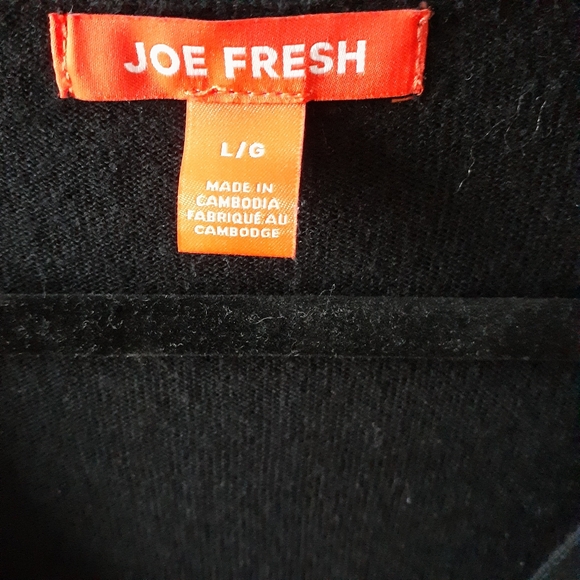 JOE FRESH
L/G
MADE IN
CAMBODIA
FABRIQUÉ AU
CAMBODGE